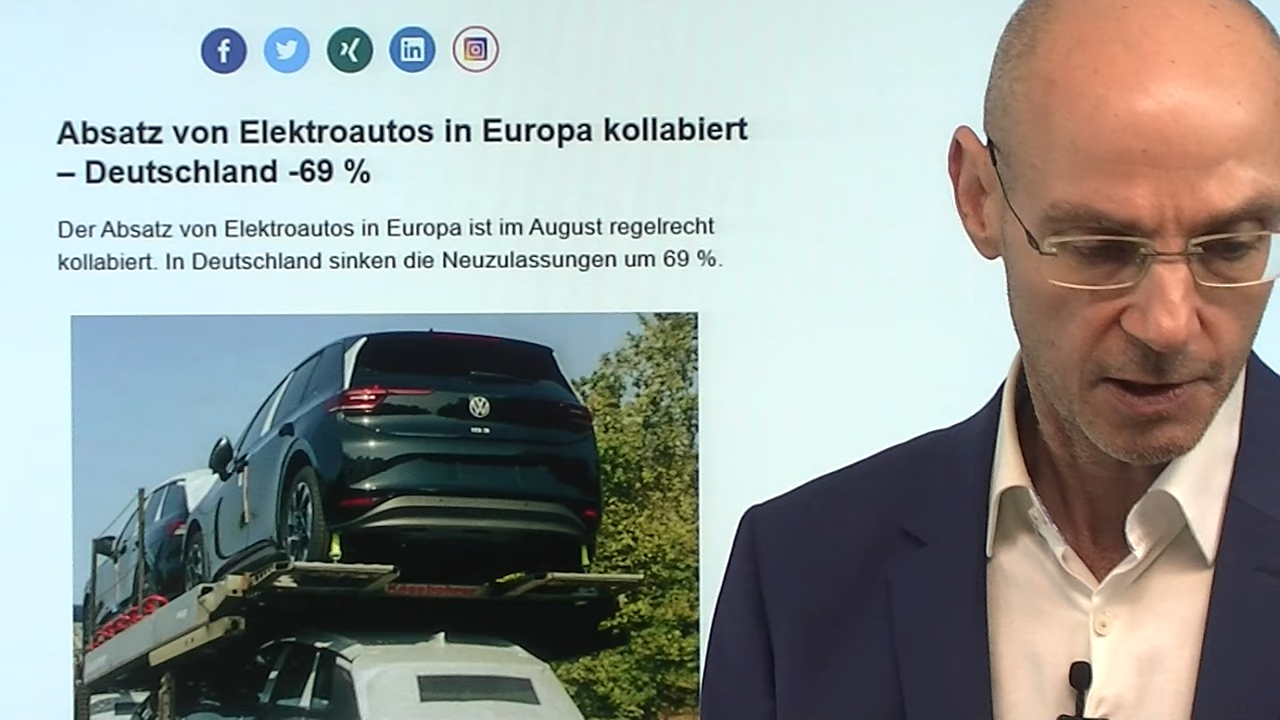 Absatz von Elektroautos in Europa kollabiert
– Deutschland -69 %
Der Absatz von Elektroautos in Europa ist im August regelrecht
kollabiert. In Deutschland sinken die Neuzulassungen um 69 %.
Kässbohrer